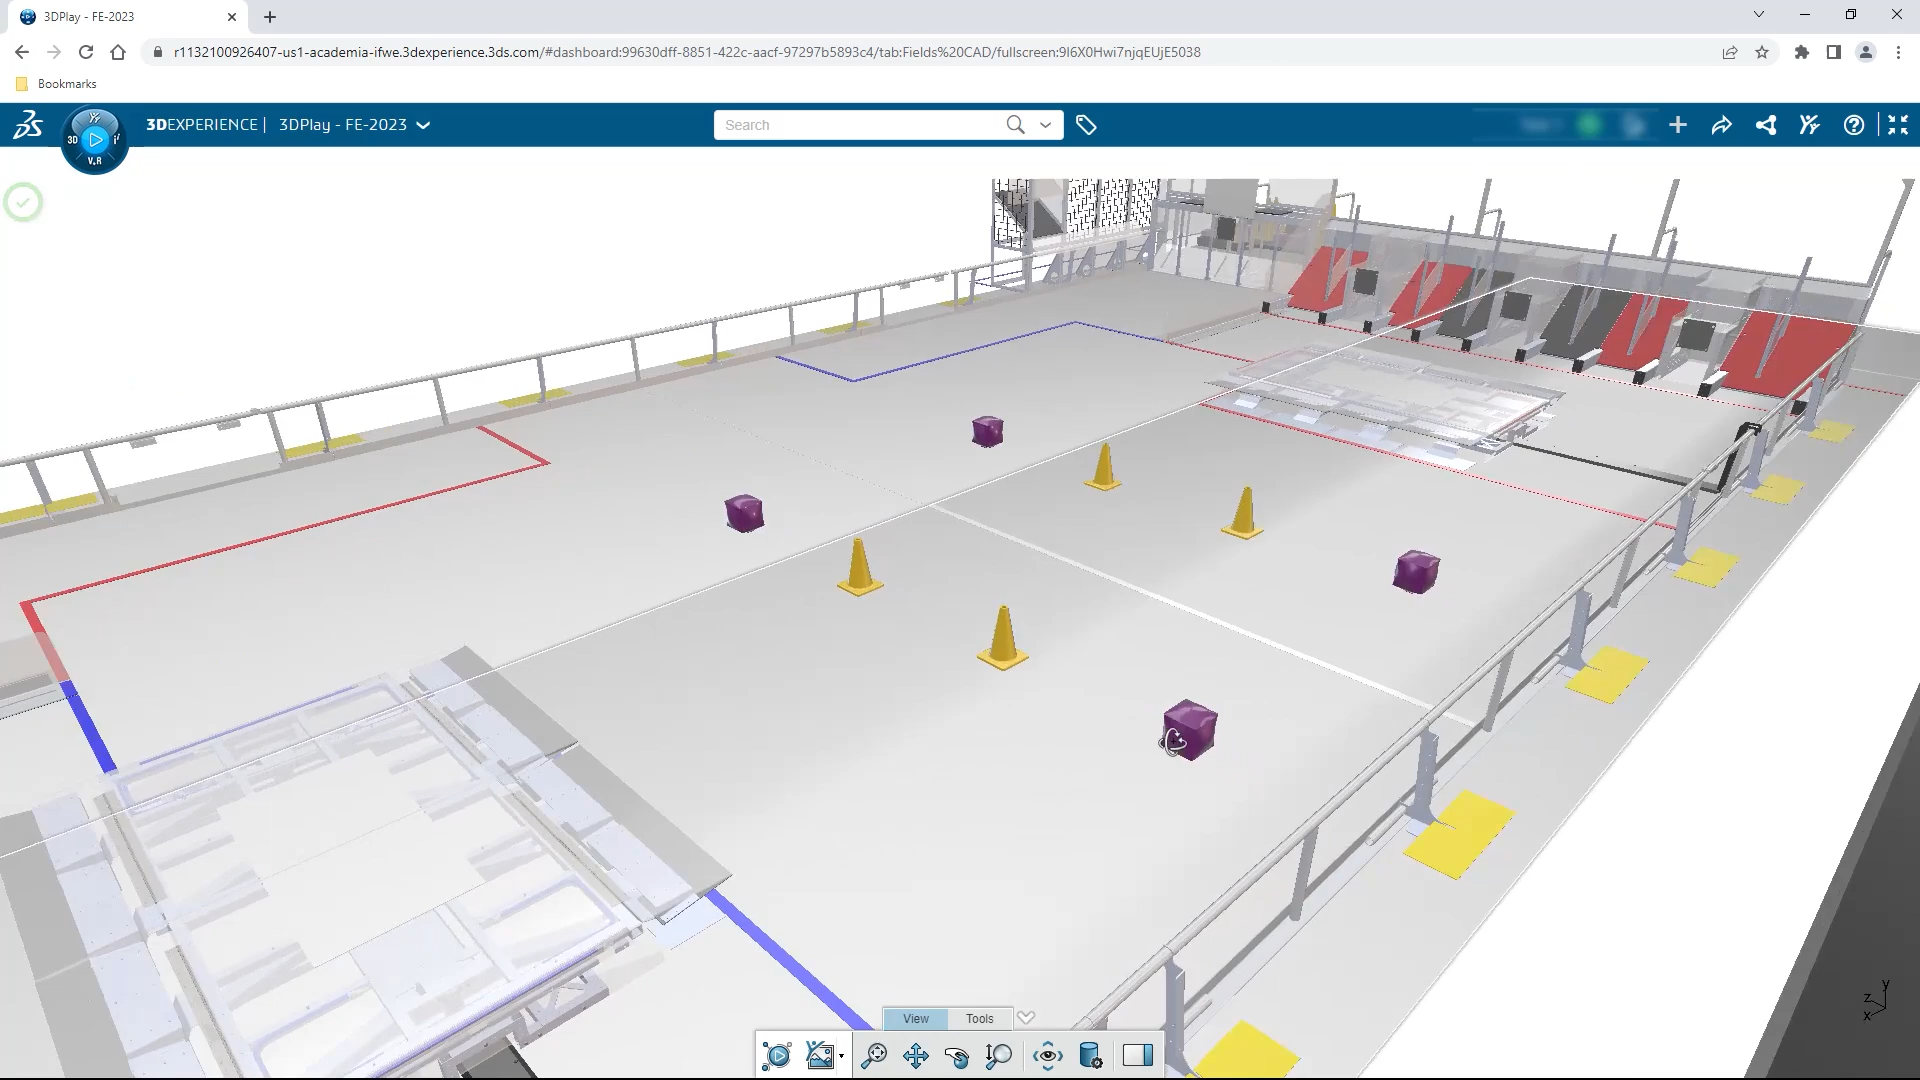 3DPlay - FE-2023
r1132100926407-us1-academia-ifwe.3dexperience.3ds.com/#dashboard:99630dff-8851-422c-aacf-97297b5893c4/tab:Fields%20CAD/fullscreen:9I6X0Hwi7njqEUjE5038
Bookmarks
3D
V.R
3DEXPERIENCE | 3DPlay - FE-2023
Search
View
Tools
y
z
x